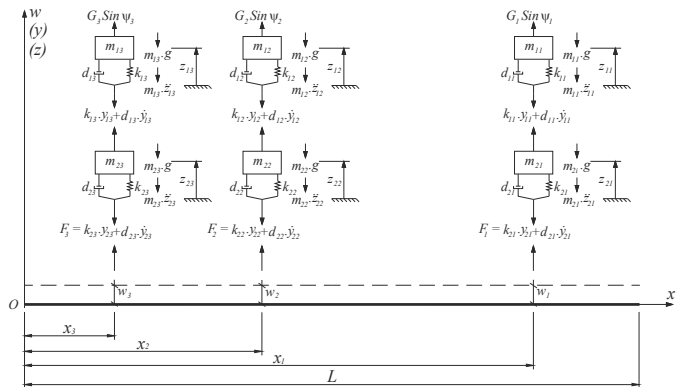 w
(y)
(z)
G₃Sinψ₃ G₂Sinψ₂ G₁Sinψ₁
m₁₃ m₁₃.g z₁₃ m₁₂ m₁₂.g z₁₂ m₁₁ m₁₁.g z₁₁
d₁₃ k₁₃ m₁₃.z̈₁₃ d₁₂ k₁₂ m₁₂.z̈₁₂ d₁₁ k₁₁ m₁₁.z̈₁₁
k₁₃.y₁₃+d₁₃.ẏ₁₃ k₁₂.y₁₂+d₁₂.ẏ₁₂ k₁₁.y₁₁+d₁₁.ẏ₁₁
m₂₃ m₂₃.g z₂₃ m₂₂ m₂₂.g z₂₂ m₂₁ m₂₁.g z₂₁
d₂₃ k₂₃ m₂₃.z̈₂₃ d₂₂ k₂₂ m₂₂.z̈₂₂ d₂₁ k₂₁ m₂₁.z̈₂₁
F₃ = k₂₃.y₂₃+d₂₃.ẏ₂₃ F₂ = k₂₂.y₂₂+d₂₂.ẏ₂₂ F₁ = k₂₁.y₂₁+d₂₁.ẏ₂₁
w₃ w₂ w₁
O x
x₃
x₂
x₁
L